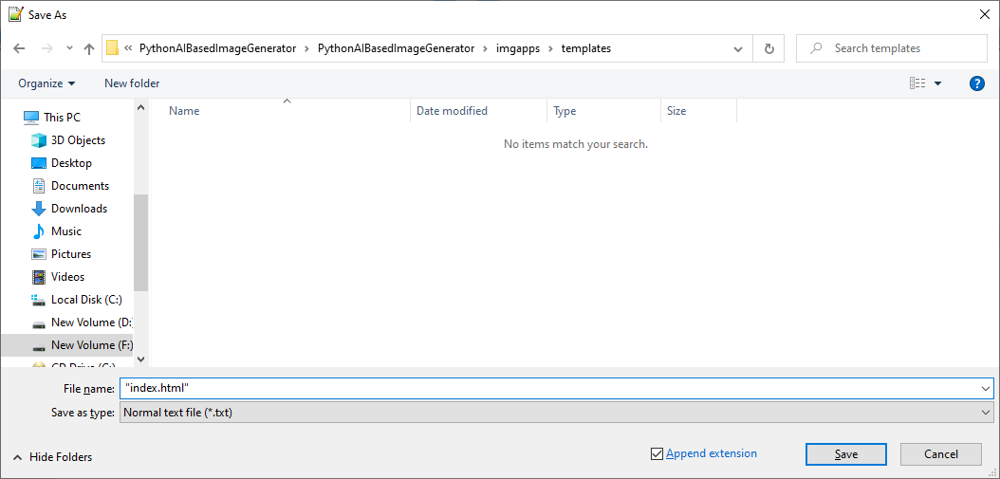 Save As
« PythonAIBasedImageGenerator > PythonAIBasedImageGenerator > imgapps > templates
Search templates
Organize
New folder
?
Name
Date modified
Type
Size
No items match your search.
This PC
3D Objects
Desktop
Documents
Downloads
Music
Pictures
Videos
Local Disk (C:)
New Volume (D:
New Volume (F:)
CD Drive (G:)
File name: "index.html"
Save as type: Normal text file (*.txt)
Hide Folders
Append extension
Save
Cancel